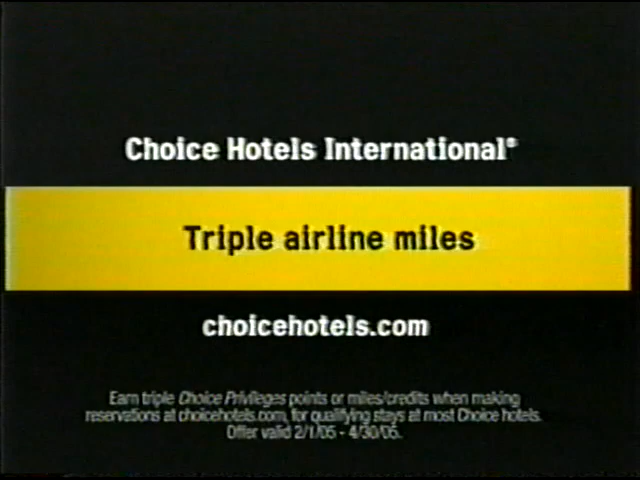 Choice Hotels International®
Triple airline miles
choicehotels.com
Earn triple Choice Privileges points or miles/credits when making
reservations at choicehotels.com, for qualifying stays at most Choice hotels.
Offer valid 2/1/05 - 4/30/05.